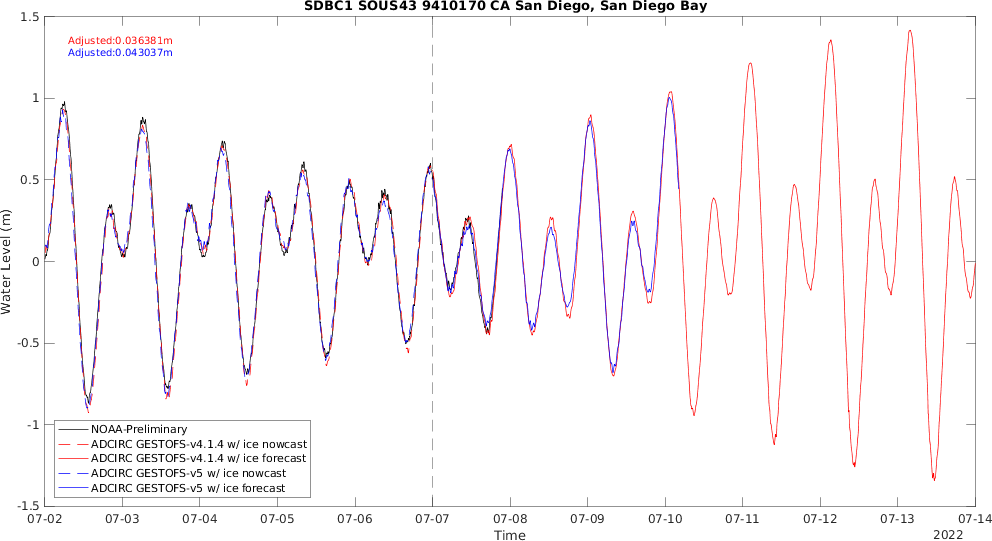 SDBC1 SOUS43 9410170 CA San Diego, San Diego Bay
Adjusted:0.036381m
Adjusted:0.043037m
1.5
1
0.5
0
-0.5
-1
-1.5
Water Level (m)
NOAA-Preliminary
ADCIRC GESTOFS-v4.1.4 w/ ice nowcast
ADCIRC GESTOFS-v4.1.4 w/ ice forecast
ADCIRC GESTOFS-v5 w/ ice nowcast
ADCIRC GESTOFS-v5 w/ ice forecast
07-02 07-03 07-04 07-05 07-06 07-07 07-08 07-09 07-10 07-11 07-12 07-13 07-14
Time
2022